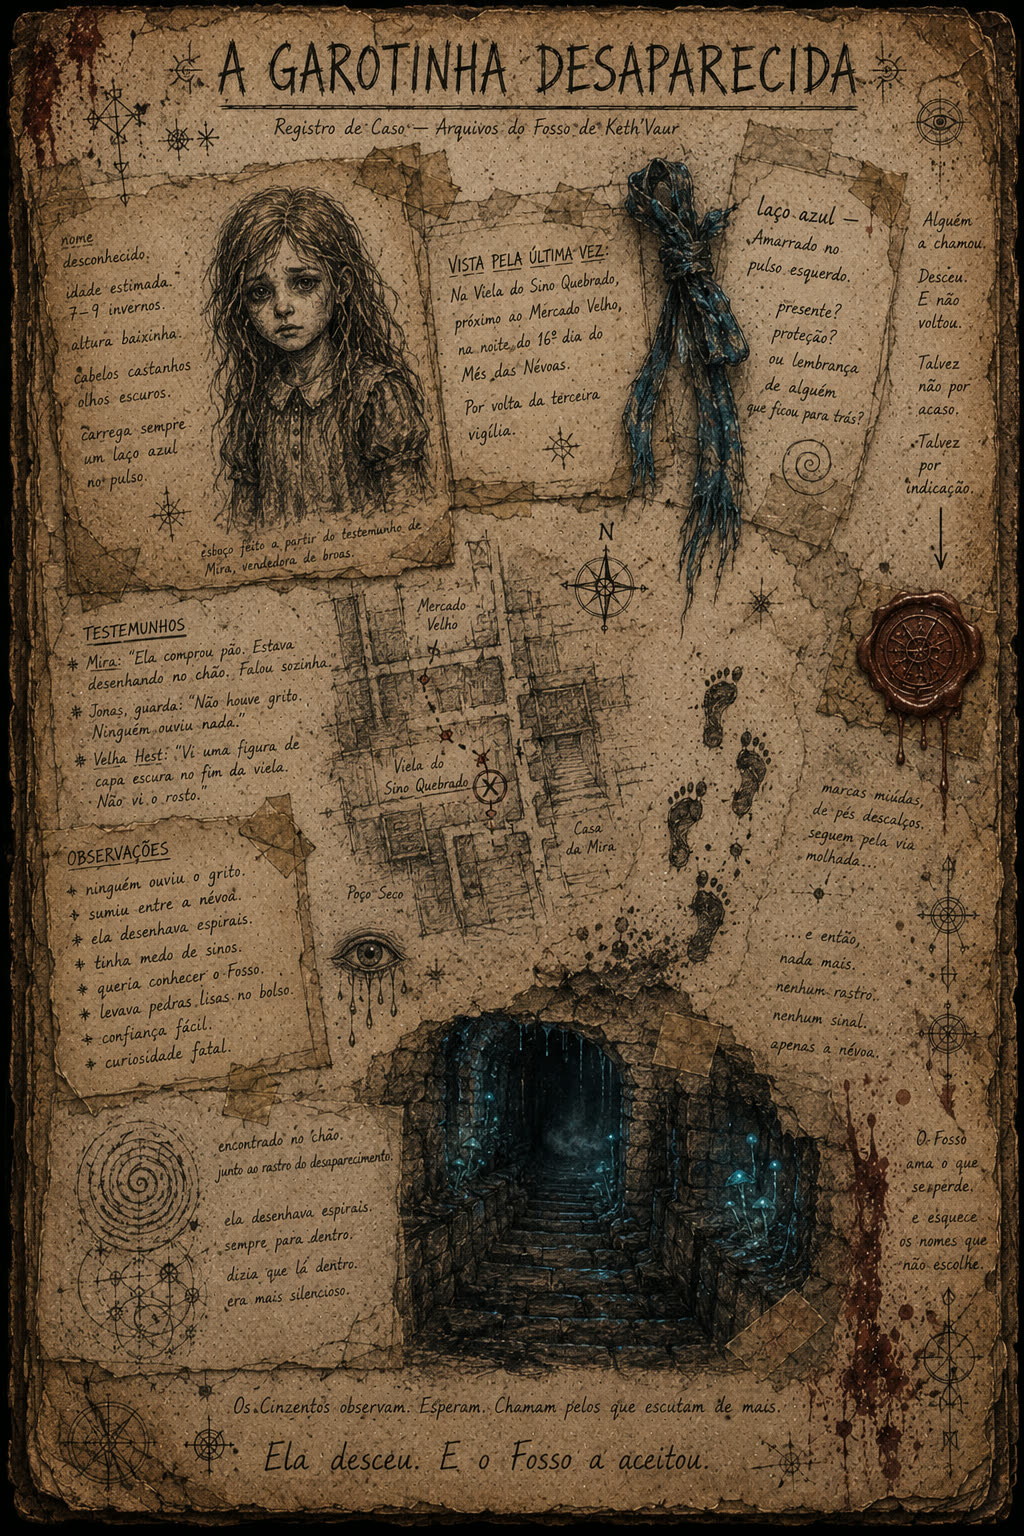 A GAROTINHA DESAPARECIDA
Registro de Caso — Arquivos do Fosso de Keth'Vaur
nome
desconhecido.
idade estimada.
7–9 invernos.
altura baixinha.
cabelos castanhos
olhos escuros.
carrega sempre
um laço azul
no pulso.
esboço feito a partir do testemunho de
Mira, vendedora de broas.
VISTA PELA ÚLTIMA VEZ:
Na Viela do Sino Quebrado,
próximo ao Mercado Velho,
na noite do 16º dia do
Mês das Névoas.
Por volta da terceira
vigília.
laço azul —
Amarrado no
pulso esquerdo.
presente?
proteção?
ou lembrança
de alguém
que ficou para trás?
Alguém
a chamou.
Desceu.
E não
voltou.
Talvez
não por
acaso.
Talvez
por
indicação.
TESTEMUNHOS
Mira: "Ela comprou pão. Estava
desenhando no chão. Falou sozinha."
Jonas, guarda: "Não houve grito.
Ninguém ouviu nada."
Velha Hest: "Vi uma figura de
capa escura no fim da viela.
Não vi o rosto."
N
Mercado
Velho
Viela do
Sino Quebrado
X
Casa
da Mira
Poço Seco
marcas miúdas,
de pés descalços.
seguem pela via
molhada...
... e então,
nada mais.
nenhum rastro.
nenhum sinal.
apenas a névoa.
OBSERVAÇÕES
ninguém ouviu o grito.
sumiu entre a névoa.
ela desenhava espirais.
tinha medo de sinos.
queria conhecer o Fosso.
levava pedras lisas no bolso.
confiança fácil.
curiosidade fatal.
encontrado no chão.
junto ao rastro do desaparecimento.
ela desenhava espirais.
sempre para dentro.
dizia que lá dentro.
era mais silencioso.
O Fosso
ama o que
se perde.
e esquece
os nomes que
não escolhe.
Os Cinzentos observam. Esperam. Chamam pelos que escutam de mais.
Ela desceu. E o Fosso a aceitou.